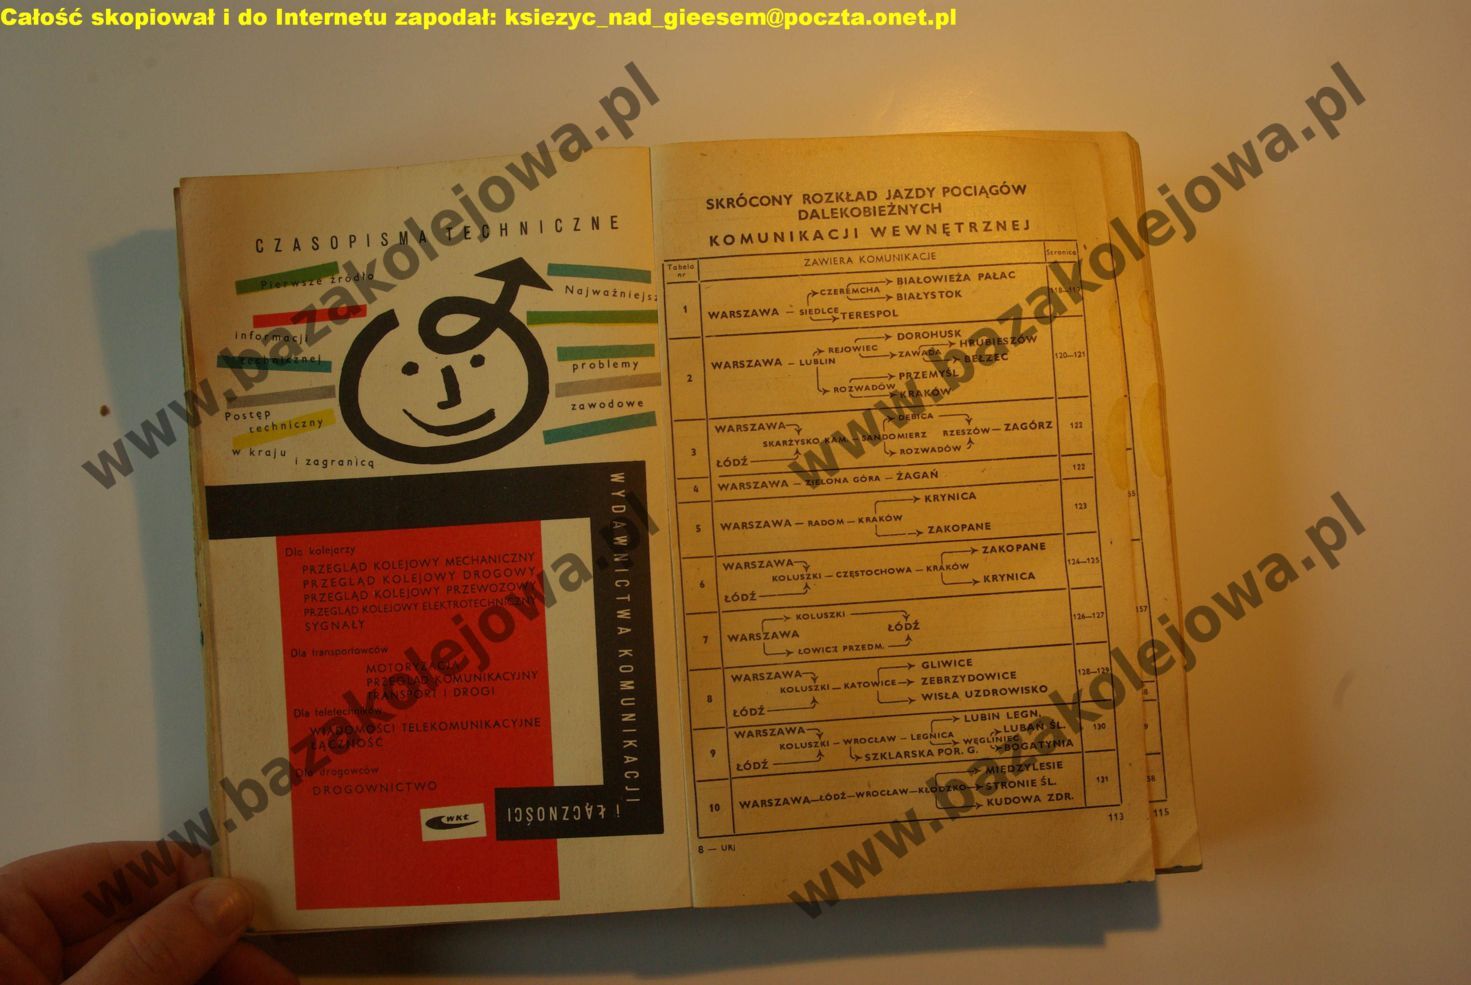 Całość skopiował i do Internetu zapodał: ksiezyc_nad_gieesem@poczta.onet.pl
www.bazakolejowa.pl
www.bazakolejowa.pl
www.bazakolejowa.pl
www.bazakolejowa.pl
CZASOPISMA TECHNICZNE
Pierwsze źródło
informacji
technicznej
Postęp
techniczny
w kraju
i zagranicą
Najważniejsz
problemy
zawodowe
WYDAWNICTWA KOMUNIKACJI
i ŁĄCZNOŚCI
Dla kolejarzy
PRZEGLĄD KOLEJOWY MECHANICZNY
PRZEGLĄD KOLEJOWY DROGOWY
PRZEGLĄD KOLEJOWY PRZEWOZOWY
PRZEGLĄD KOLEJOWY ELEKTROTECHNICZNY
SYGNAŁY
Dla transportowców
MOTORYZACJA
PRZEGLĄD KOMUNIKACYJNY
TRANSPORT I DROGI
Dla teletechników
WIADOMOŚCI TELEKOMUNIKACYJNE
ŁĄCZNOŚĆ
Dla drogowców
DROGOWNICTWO
wkt
SKRÓCONY ROZKŁAD JAZDY POCIĄGÓW
DALEKOBIEŻNYCH
KOMUNIKACJI WEWNĘTRZNEJ
Tabela nr ZAWIERA KOMUNIKACJE Stronica
1 WARSZAWA — SIEDLCE → CZEREMCHA → BIAŁOWIEŻA PAŁAC
→ BIAŁYSTOK
→ TERESPOL
2 WARSZAWA — LUBLIN → REJOWIEC → DOROHUSK 120—121
→ ZAWADA → HRUBIESZÓW
→ BEŁŻEC
→ ROZWADÓW → PRZEMYŚL
→ KRAKÓW
3 WARSZAWA → SKARŻYSKO KAM. — SANDOMIERZ → DĘBICA → RZESZÓW → ZAGÓRZ 122
ŁÓDŹ → ROZWADÓW
4 WARSZAWA — ZIELONA GÓRA — ŻAGAŃ 122
5 WARSZAWA — RADOM — KRAKÓW → KRYNICA 123
→ ZAKOPANE
6 WARSZAWA → KOLUSZKI — CZĘSTOCHOWA — KRAKÓW → ZAKOPANE 124—125
ŁÓDŹ → KRYNICA
7 WARSZAWA → KOLUSZKI → ŁÓDŹ 126—127
→ ŁOWICZ PRZEDM.
8 WARSZAWA → KOLUSZKI — KATOWICE → GLIWICE 128—129
→ ZEBRZYDOWICE
ŁÓDŹ → WISŁA UZDROWISKO
9 WARSZAWA → KOLUSZKI — WROCŁAW — LEGNICA → LUBIN LEGN. 130
→ WĘGLINIEC → LUBAŃ ŚL.
→ BOGATYNIA
ŁÓDŹ → SZKLARSKA POR. G.
10 WARSZAWA — ŁÓDŹ — WROCŁAW — KŁODZKO → MIĘDZYLESIE 131
→ STRONIE ŚL.
→ KUDOWA ZDR.
8 — URJ
113
115